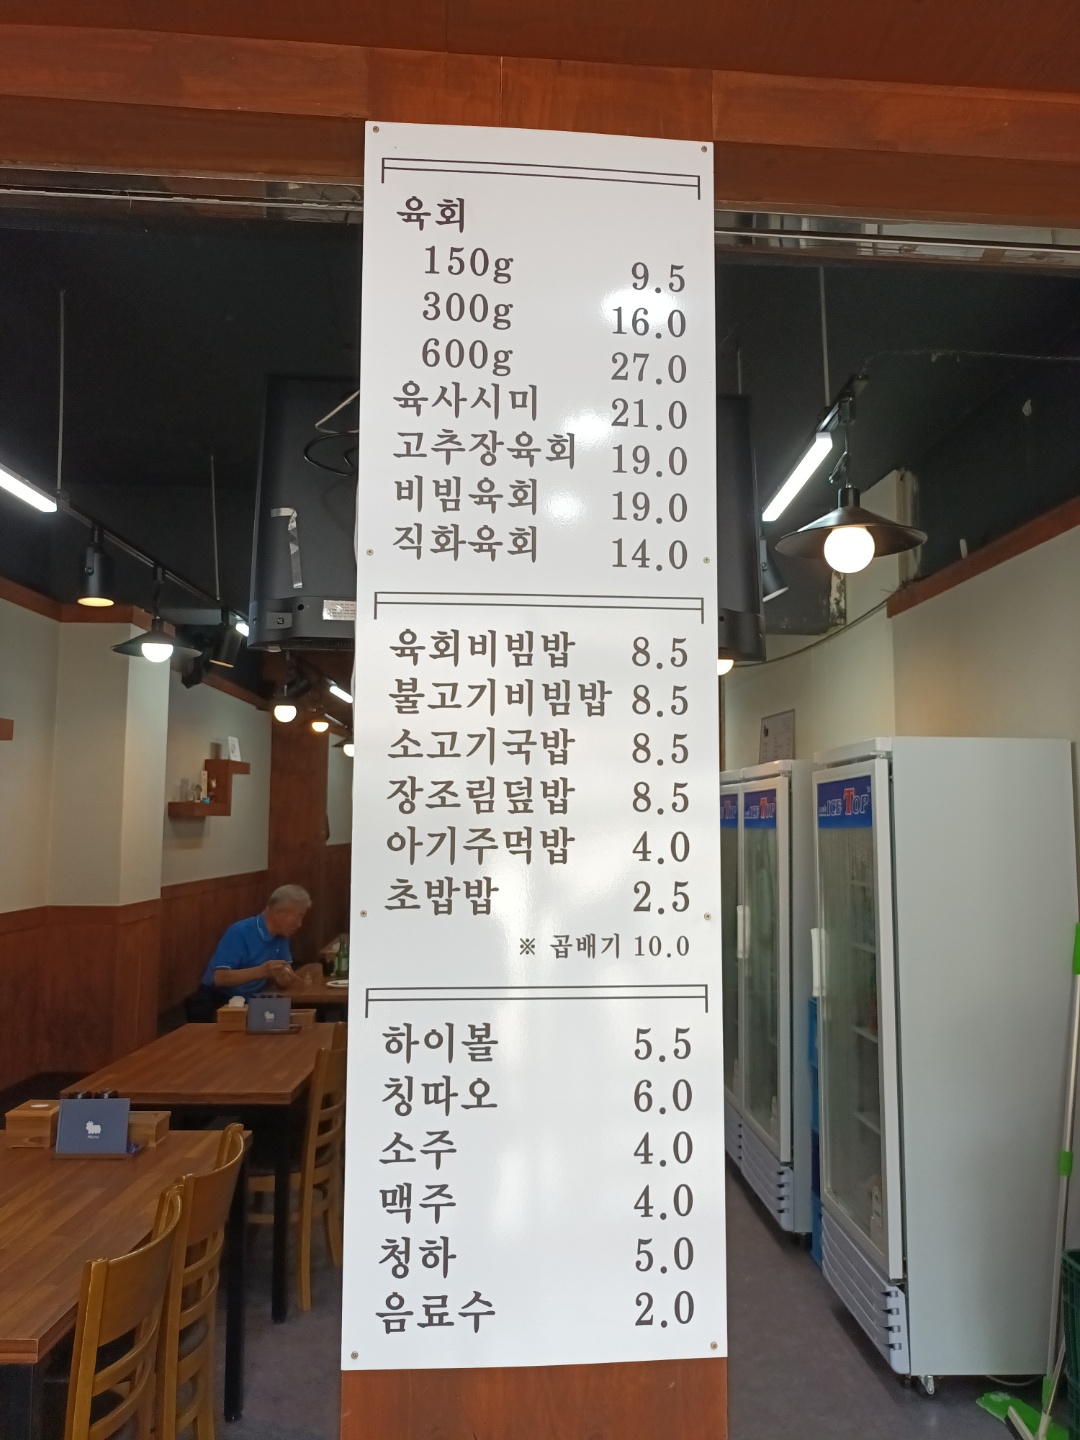 육회
150g 9.5
300g 16.0
600g 27.0
육사시미 21.0
고추장육회 19.0
비빔육회 19.0
직화육회 14.0
육회비빔밥 8.5
불고기비빔밥 8.5
소고기국밥 8.5
장조림덮밥 8.5
아기주먹밥 4.0
초밥밥 2.5
※ 곱배기 10.0
하이볼 5.5
칭따오 6.0
소주 4.0
맥주 4.0
청하 5.0
음료수 2.0
ICE TOP